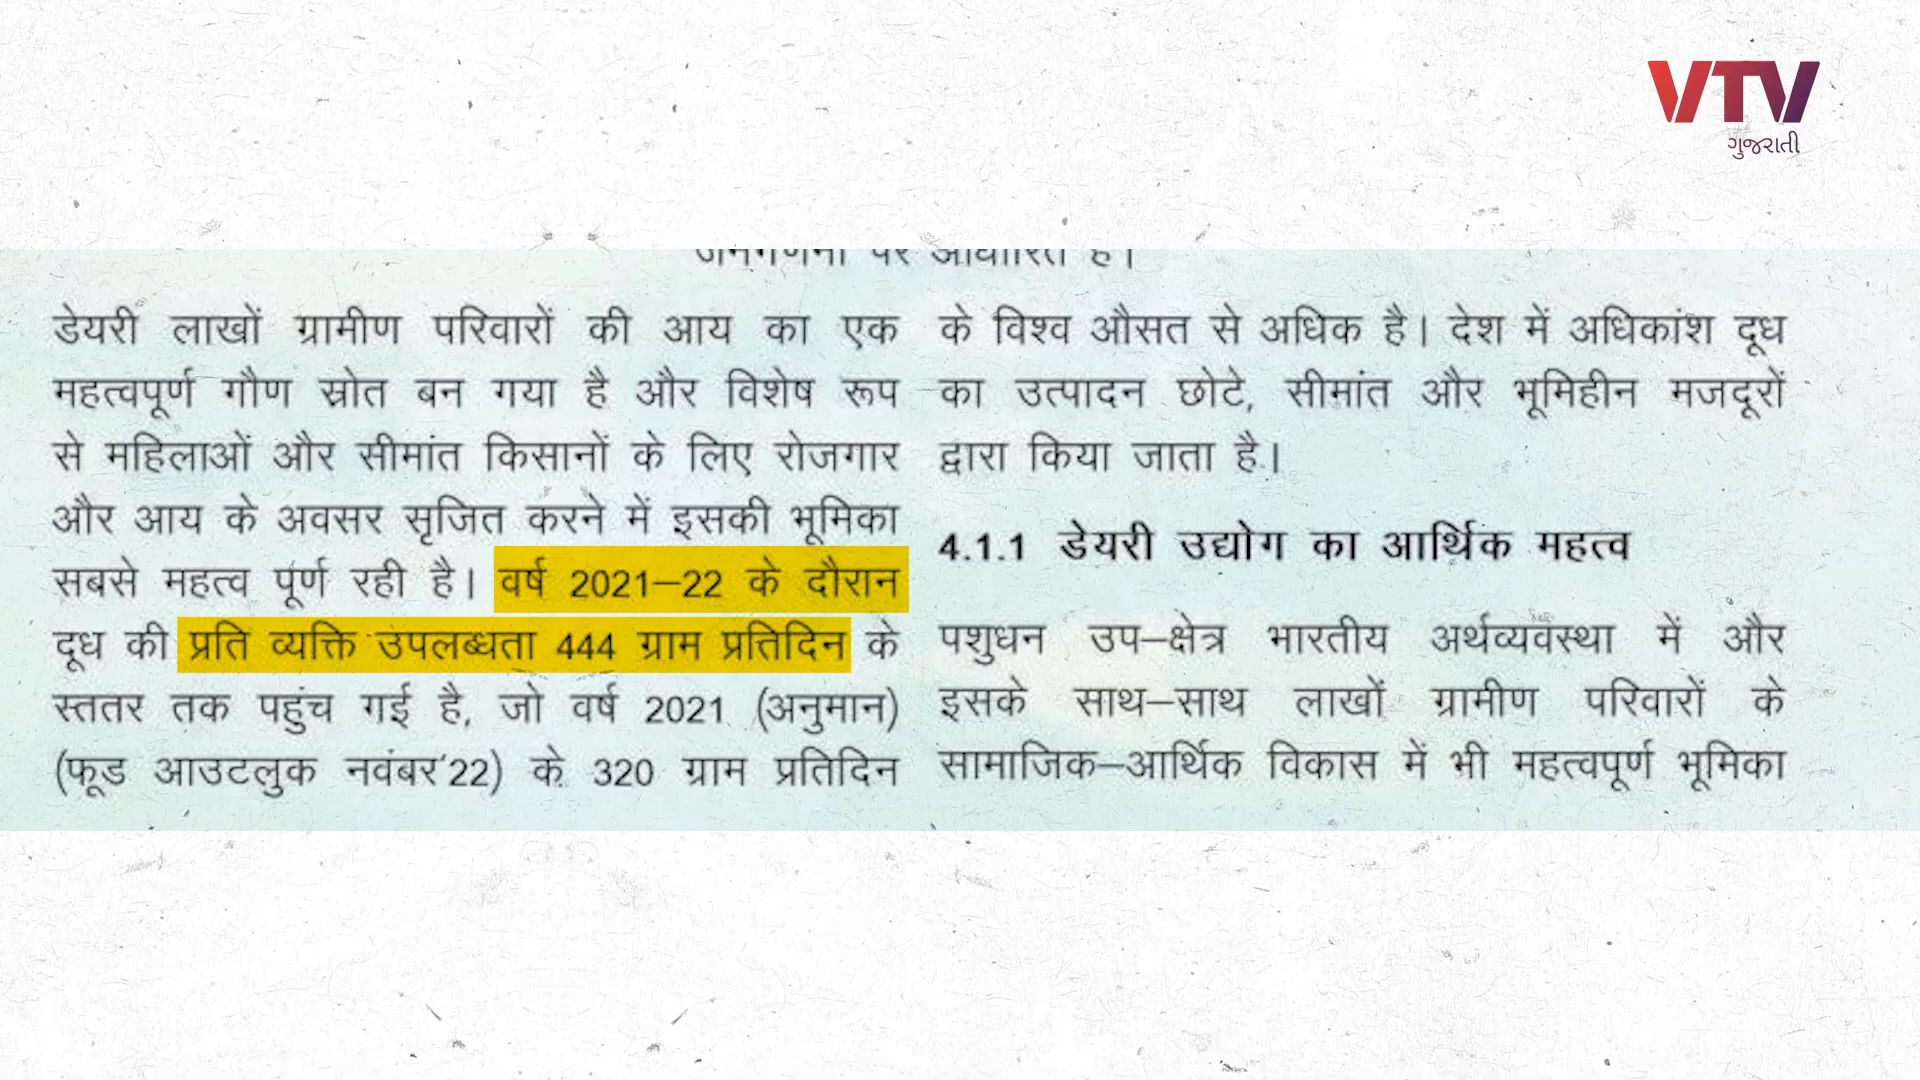 VTV
ગુજરાતી
जनगणना पर आधारित है।
डेयरी लाखों ग्रामीण परिवारों की आय का एक
महत्वपूर्ण गौण स्रोत बन गया है और विशेष रूप
से महिलाओं और सीमांत किसानों के लिए रोजगार
और आय के अवसर सृजित करने में इसकी भूमिका
सबसे महत्व पूंर्ण रही है। वर्ष 2021–22 के दौरान
दूध की प्रति व्यक्ति उपलब्धता 444 ग्राम प्रतिदिन के
स्ततर तक पहुंच गई है, जो वर्ष 2021 (अनुमान)
(फूड आउटलुक नवंबर'22) के 320 ग्राम प्रतिदिन
के विश्व औसत से अधिक है। देश में अधिकांश दूध
का उत्पादन छोटे, सीमांत और भूमिहीन मजदूरों
द्वारा किया जाता है।
4.1.1 डेयरी उद्योग का आर्थिक महत्व
पशुधन उप–क्षेत्र भारतीय अर्थव्यवस्था में और
इसके साथ–साथ लाखों ग्रामीण परिवारों के
सामाजिक–आर्थिक विकास में भी महत्वपूर्ण भूमिका